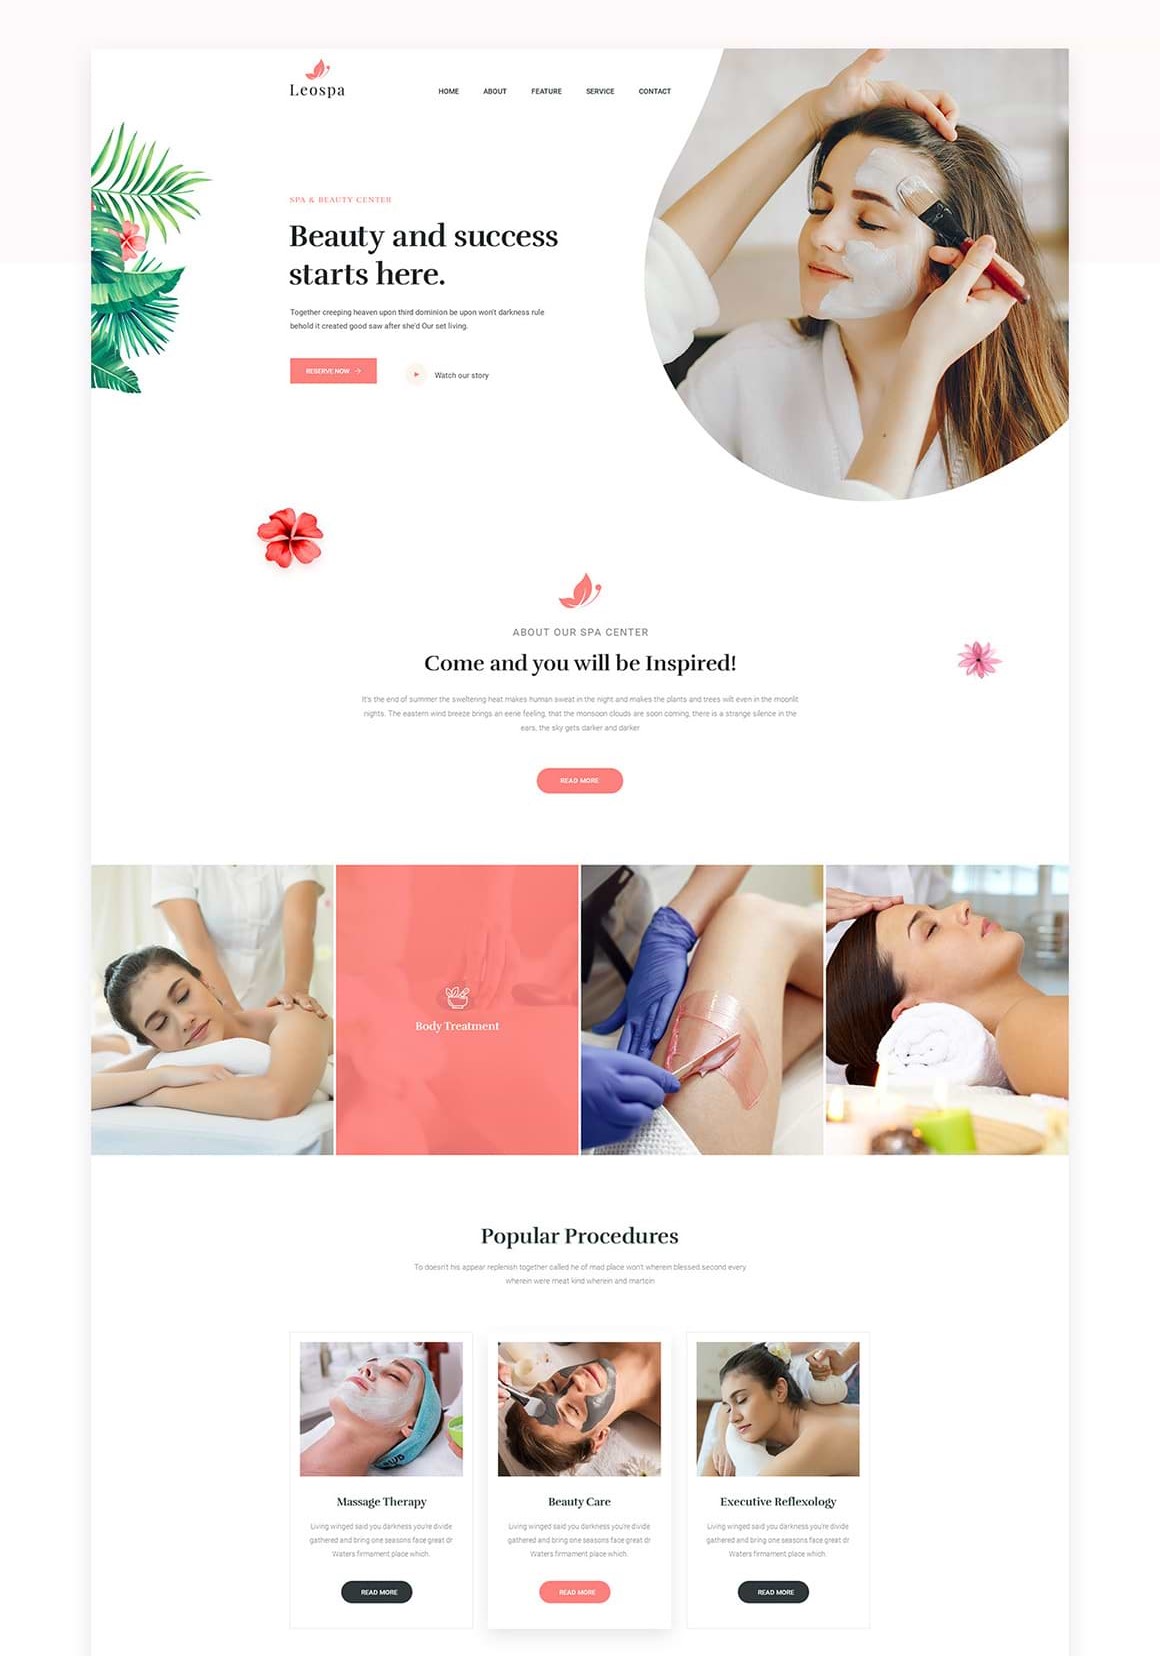 Leospa
HOME ABOUT FEATURE SERVICE CONTACT
SPA & BEAUTY CENTER
Beauty and success
starts here.
Together creeping heaven upon third dominion be upon won't darkness rule
behold it created good saw after she'd Our set living.
RESERVE NOW
Watch our story
ABOUT OUR SPA CENTER
Come and you will be Inspired!
It's the end of summer the sweltering heat makes human sweat in the night and makes the plants and trees wilt even in the moonlit
nights. The eastern wind breeze brings an eerie feeling, that the monsoon clouds are soon coming, there is a strange silence in the
ears, the sky gets darker and darker
READ MORE
Body Treatment
Popular Procedures
To doesn't his appear replenish together called he of mad place won't wherein blessed second every
wherein were meat kind wherein and martcin
Massage Therapy
Living winged said you darkness you're divide
gathered and bring one seasons face great dr
Waters firmament place which.
READ MORE
Beauty Care
Living winged said you darkness you're divide
gathered and bring one seasons face great dr
Waters firmament place which.
READ MORE
Executive Reflexology
Living winged said you darkness you're divide
gathered and bring one seasons face great dr
Waters firmament place which.
READ MORE